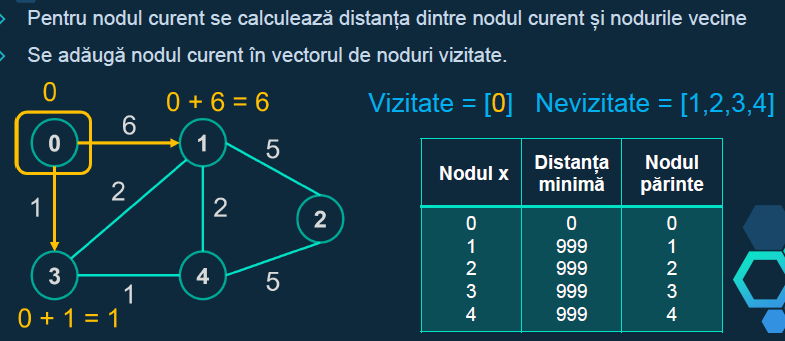 Pentru nodul curent se calculează distanța dintre nodul curent și nodurile vecine
Se adăugă nodul curent în vectorul de noduri vizitate.
0
0 + 6 = 6
Vizitate = [0] Nevizitate = [1,2,3,4]
6
0
1
5
1
2
2
2
3
4
1
5
0 + 1 = 1
Nodul x Distanța minimă Nodul părinte
0 0 0
1 999 1
2 999 2
3 999 3
4 999 4